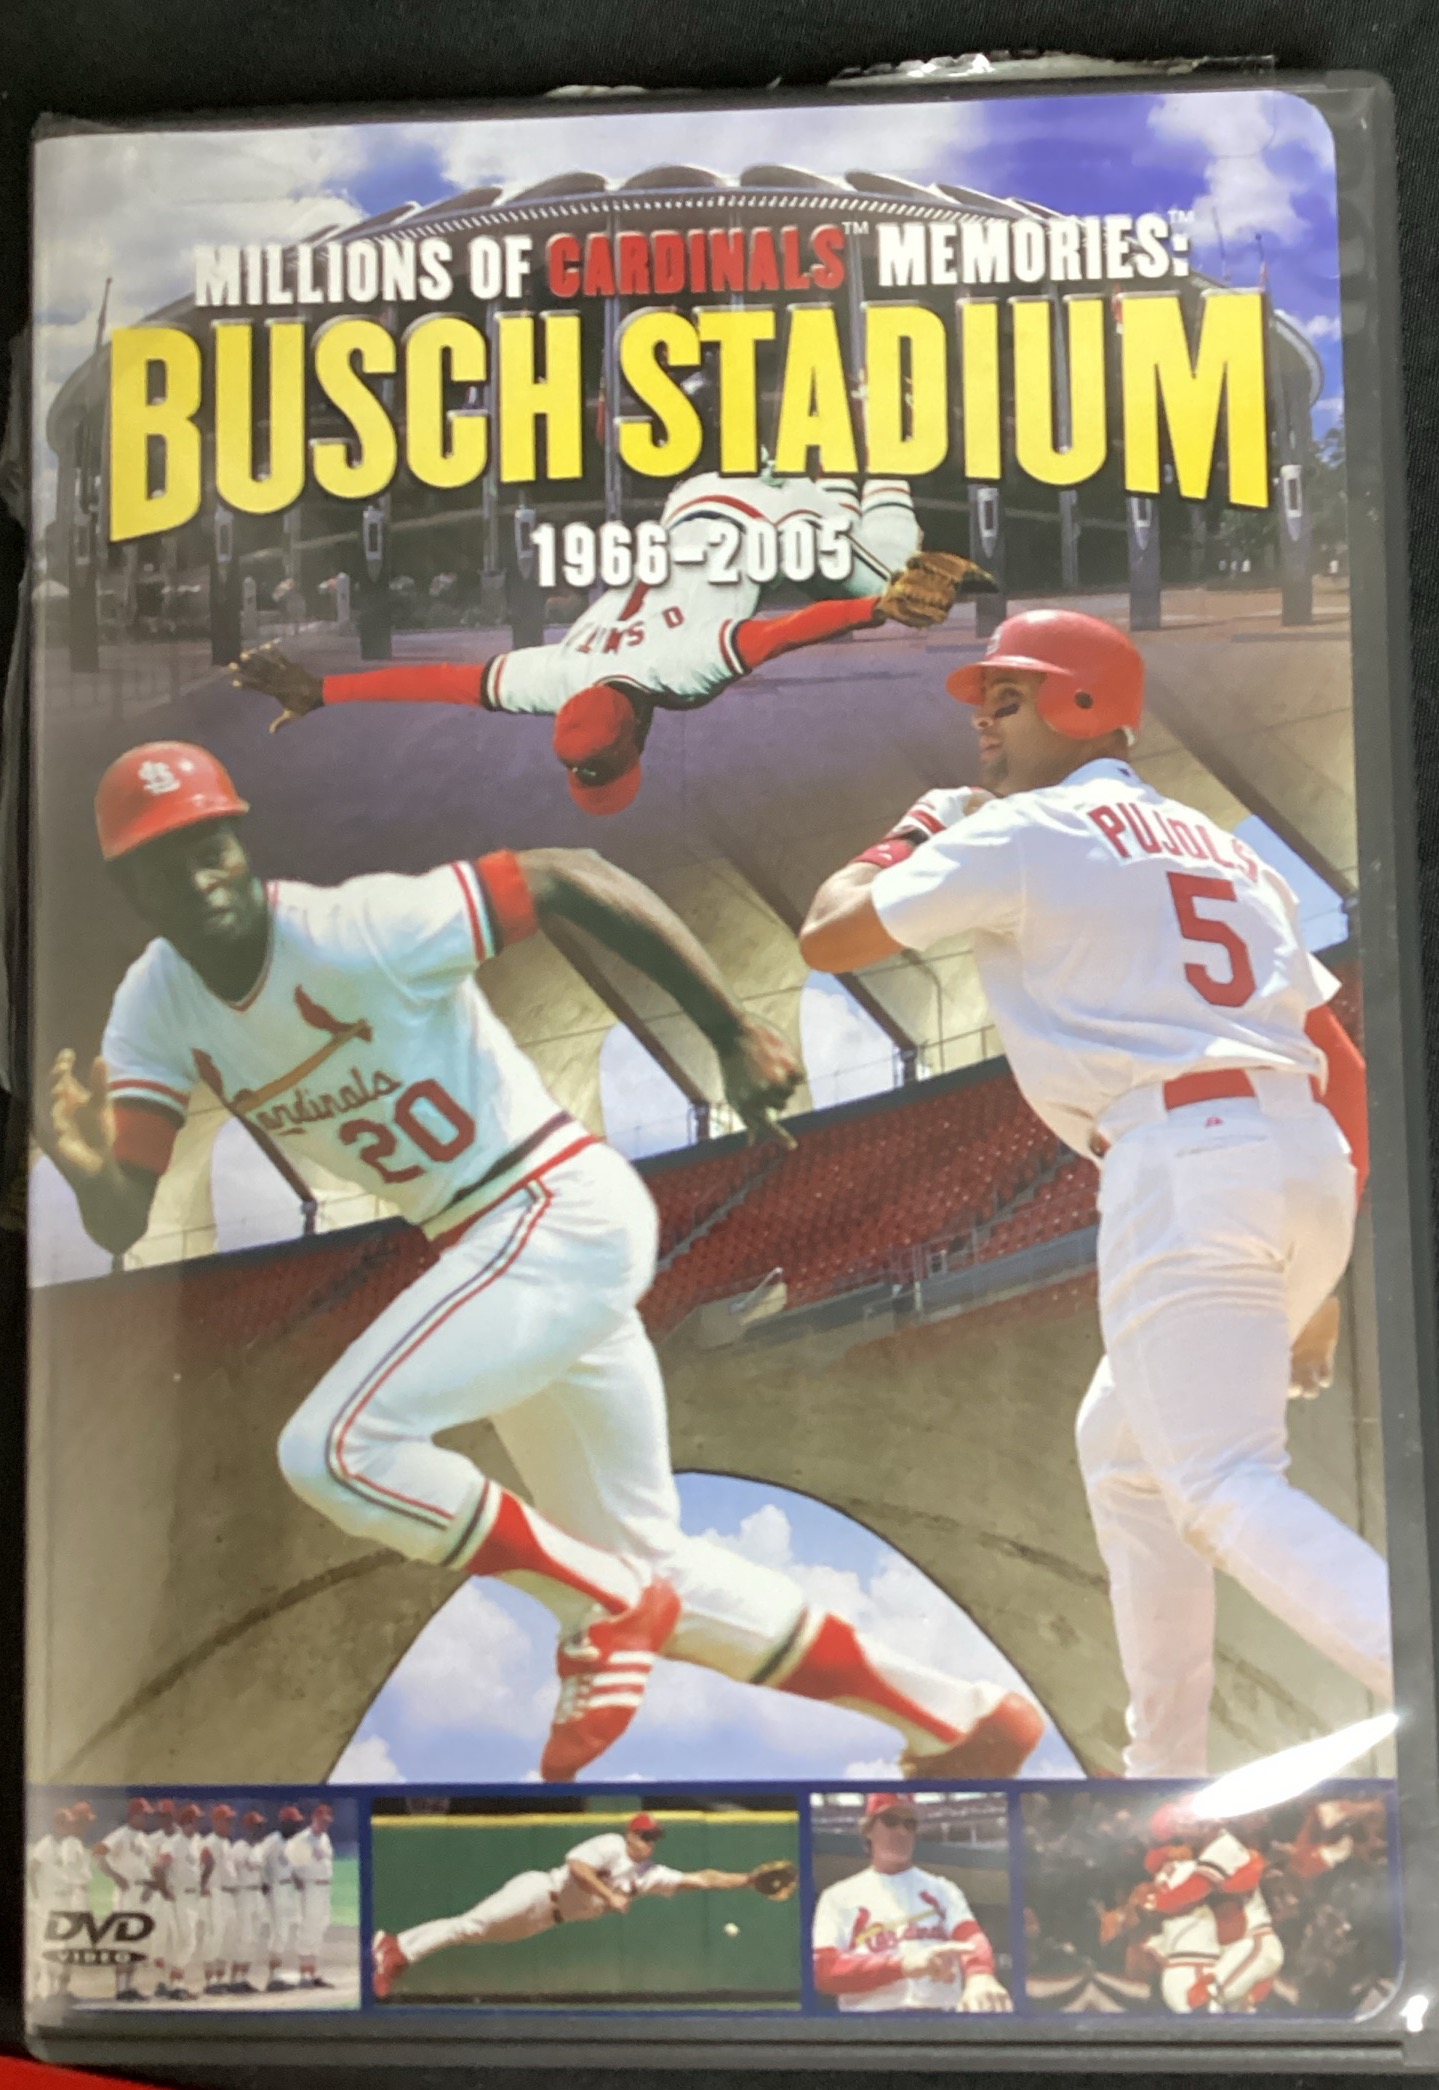 MILLIONS OF CARDINALS™ MEMORIES:™
BUSCH STADIUM
1966-2005
PUJOLS
5
Cardinals
20
DVD
VIDEO